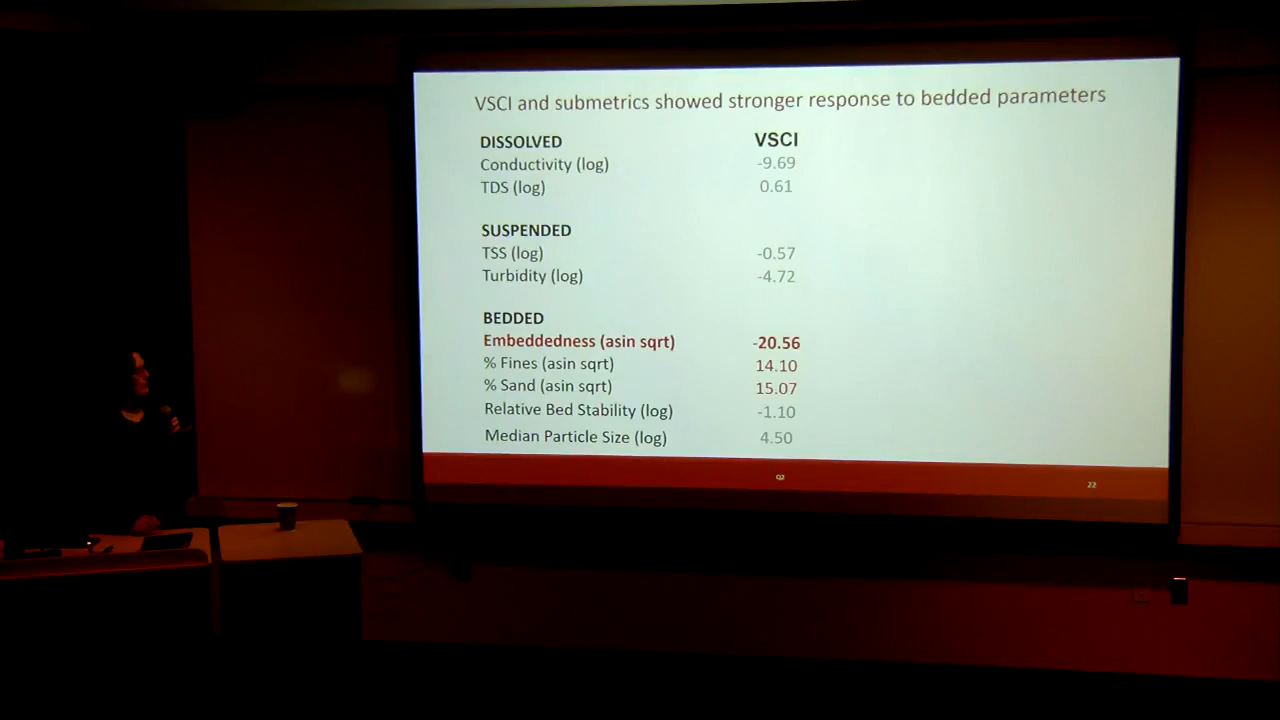 VSCI and submetrics showed stronger response to bedded parameters
DISSOLVED VSCI
Conductivity (log) -9.69
TDS (log) 0.61
SUSPENDED
TSS (log) -0.57
Turbidity (log) -4.72
BEDDED
Embeddedness (asin sqrt) -20.56
% Fines (asin sqrt) 14.10
% Sand (asin sqrt) 15.07
Relative Bed Stability (log) -1.10
Median Particle Size (log) 4.50
22